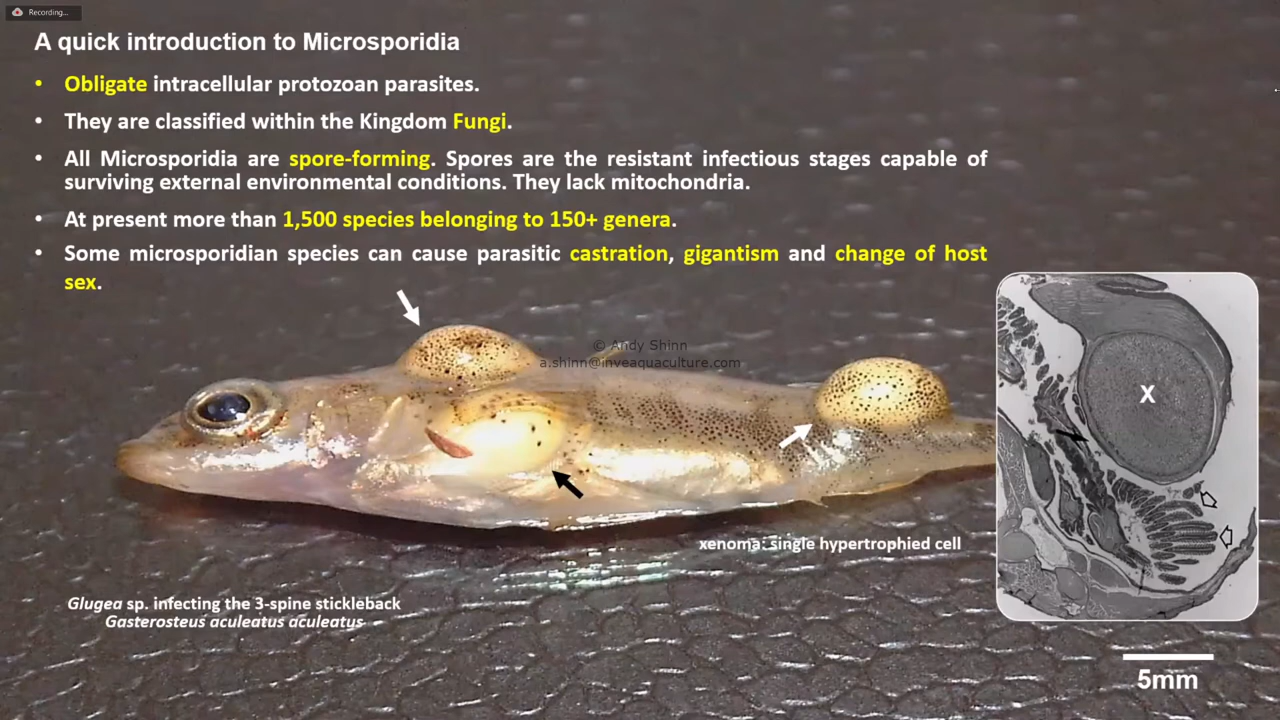 Recording...
A quick introduction to Microsporidia
• Obligate intracellular protozoan parasites.
• They are classified within the Kingdom Fungi.
• All Microsporidia are spore-forming. Spores are the resistant infectious stages capable of
surviving external environmental conditions. They lack mitochondria.
• At present more than 1,500 species belonging to 150+ genera.
• Some microsporidian species can cause parasitic castration, gigantism and change of host
sex.
© Andy Shinn
a.shinn@inveaquaculture.com
X
xenoma: single hypertrophied cell
Glugea sp. infecting the 3-spine stickleback
Gasterosteus aculeatus aculeatus
5mm